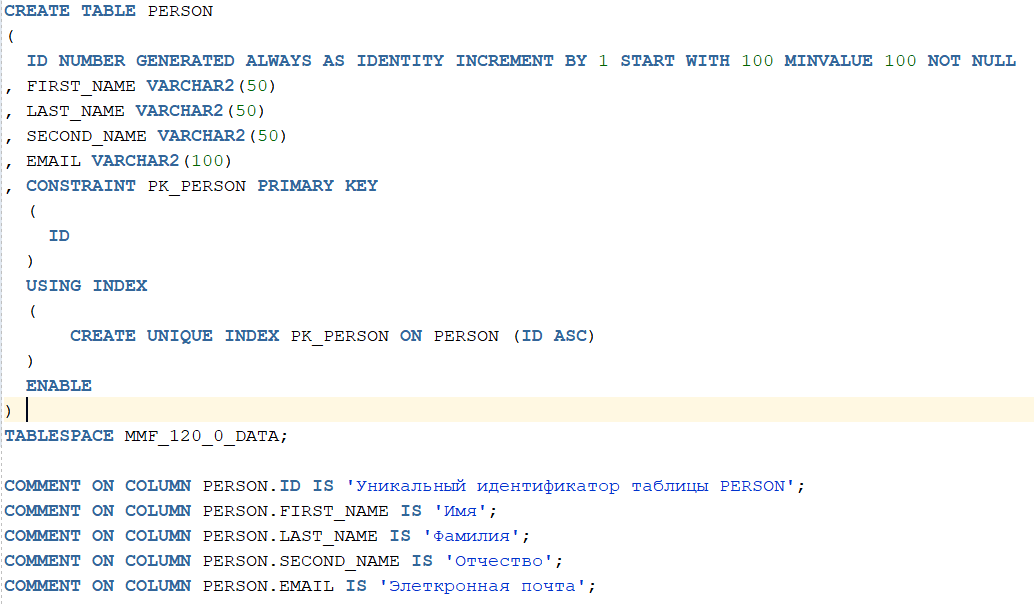 CREATE TABLE PERSON
(
ID NUMBER GENERATED ALWAYS AS IDENTITY INCREMENT BY 1 START WITH 100 MINVALUE 100 NOT NULL
, FIRST_NAME VARCHAR2(50)
, LAST_NAME VARCHAR2(50)
, SECOND_NAME VARCHAR2(50)
, EMAIL VARCHAR2(100)
, CONSTRAINT PK_PERSON PRIMARY KEY
(
ID
)
USING INDEX
(
CREATE UNIQUE INDEX PK_PERSON ON PERSON (ID ASC)
)
ENABLE
)
TABLESPACE MMF_120_0_DATA;
COMMENT ON COLUMN PERSON.ID IS 'Уникальный идентификатор таблицы PERSON';
COMMENT ON COLUMN PERSON.FIRST_NAME IS 'Имя';
COMMENT ON COLUMN PERSON.LAST_NAME IS 'Фамилия';
COMMENT ON COLUMN PERSON.SECOND_NAME IS 'Отчество';
COMMENT ON COLUMN PERSON.EMAIL IS 'Элеткронная почта';